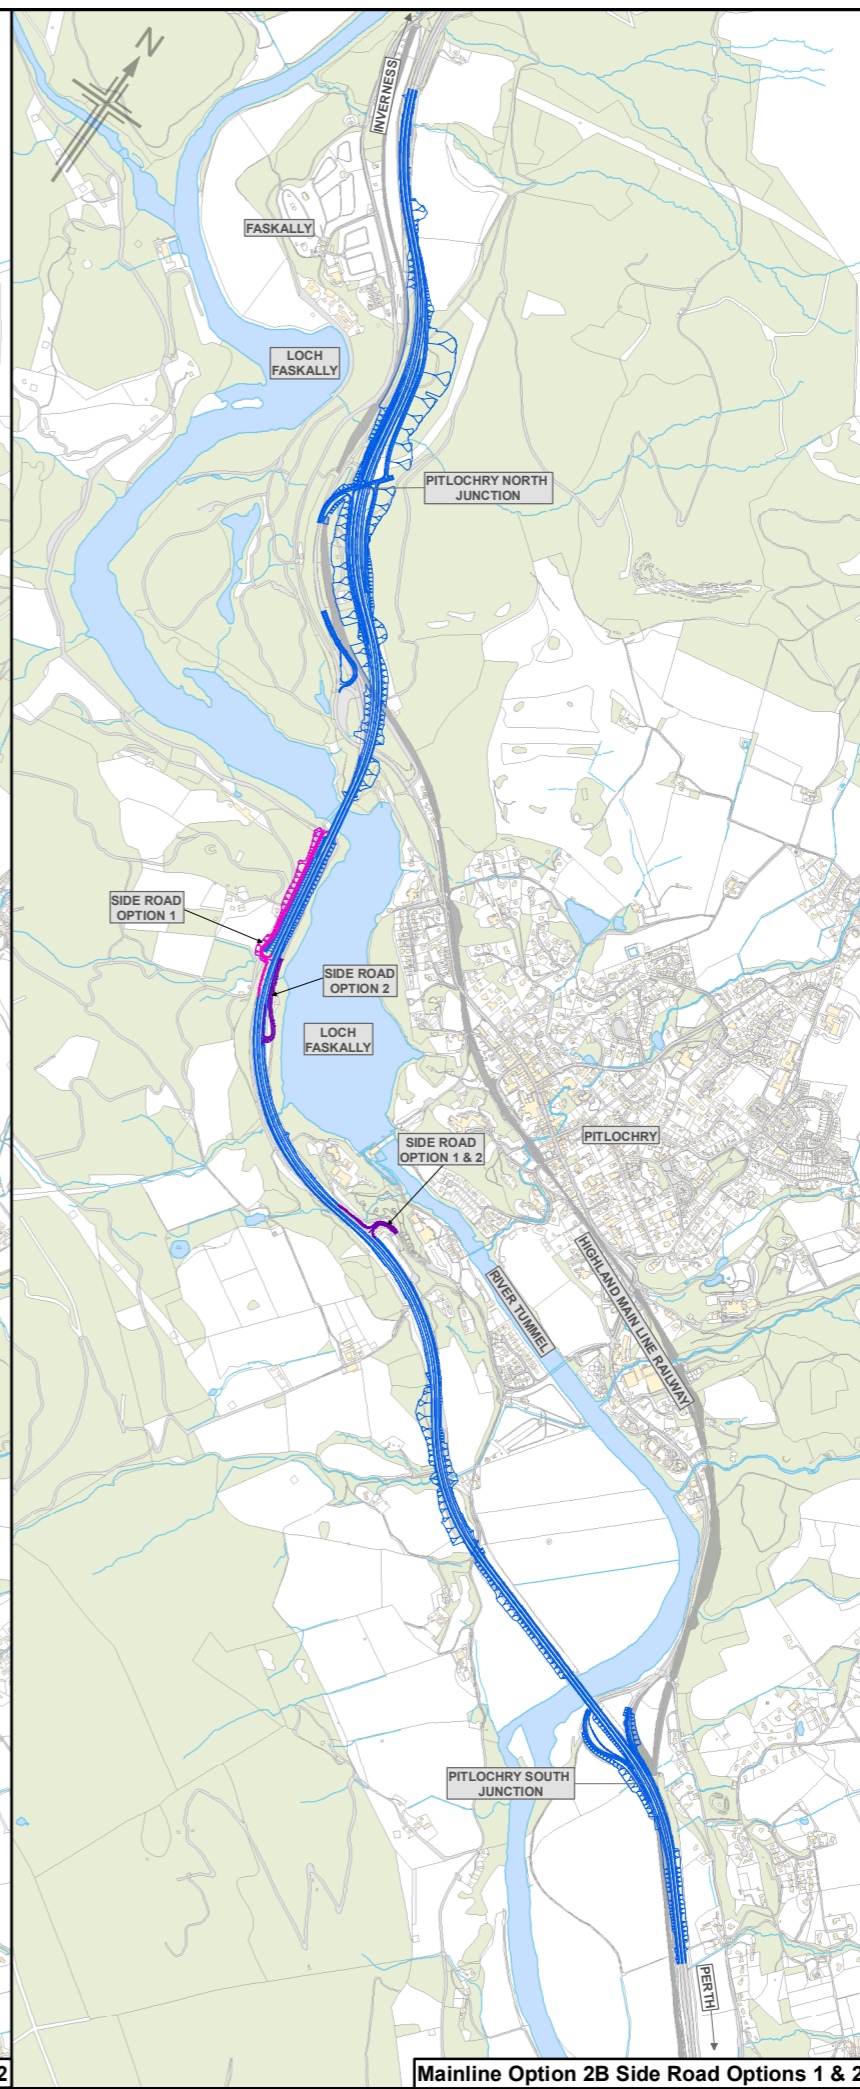 N
INVERNESS
FASKALLY
LOCH
FASKALLY
PITLOCHRY NORTH
JUNCTION
SIDE ROAD
OPTION 1
SIDE ROAD
OPTION 2
LOCH
FASKALLY
SIDE ROAD
OPTION 1 & 2
PITLOCHRY
RIVER TUMMEL
HIGHLAND MAIN LINE RAILWAY
PITLOCHRY SOUTH
JUNCTION
PERTH
2
Mainline Option 2B Side Road Options 1 & 2